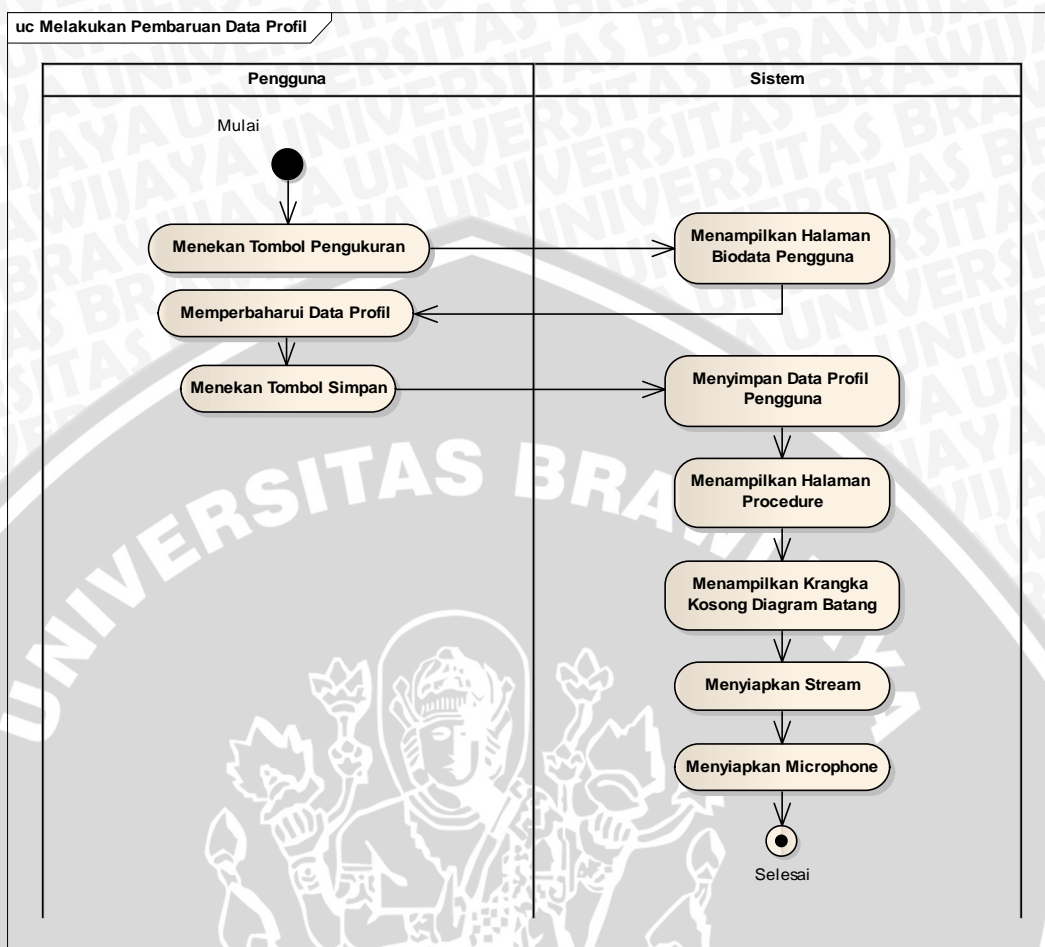 uc Melakukan Pembaruan Data Profil
Pengguna
Sistem
Mulai
Menekan Tombol Pengukuran
Menampilkan Halaman
Biodata Pengguna
Memperbaharui Data Profil
Menekan Tombol Simpan
Menyimpan Data Profil
Pengguna
Menampilkan Halaman
Procedure
Menampilkan Krangka
Kosong Diagram Batang
Menyiapkan Stream
Menyiapkan Microphone
Selesai
UNIVERSITAS BRAWIJAYA